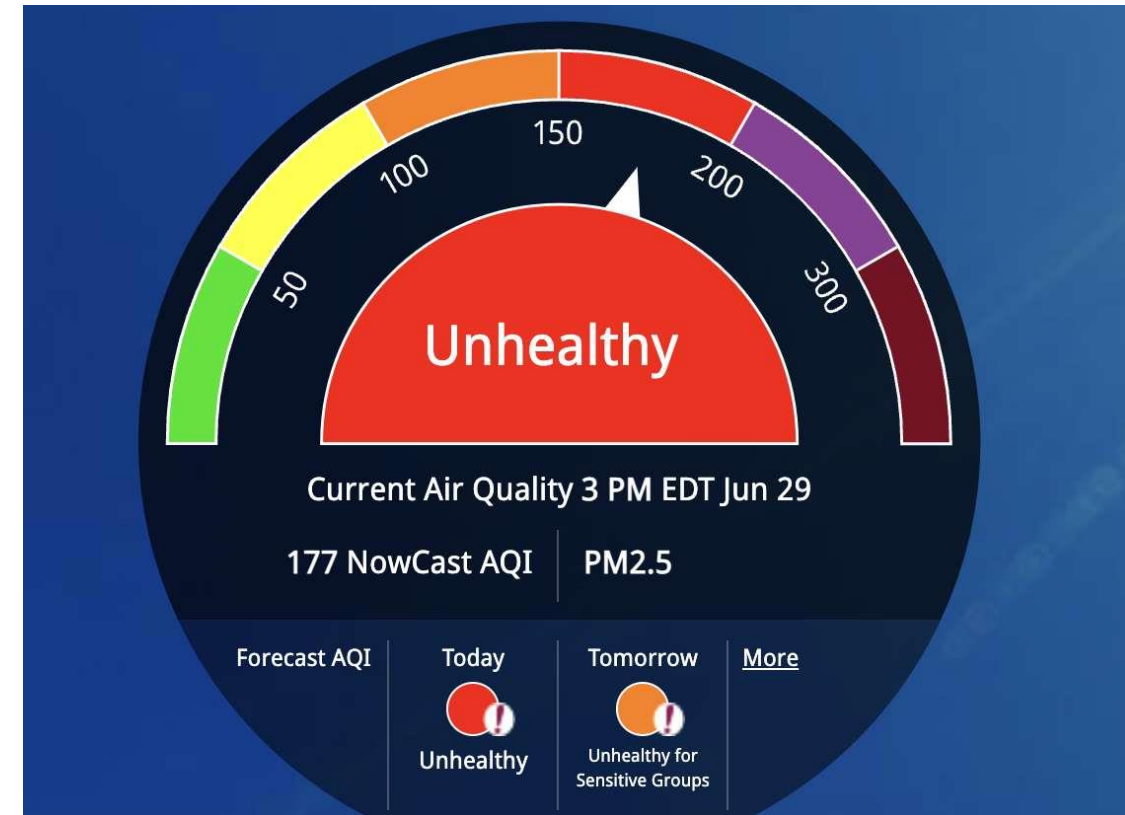 50
100
150
200
300
Unhealthy
Current Air Quality 3 PM EDT Jun 29
177 NowCast AQI
PM2.5
Forecast AQI
Today
Tomorrow
More
!
!
Unhealthy
Unhealthy for
Sensitive Groups